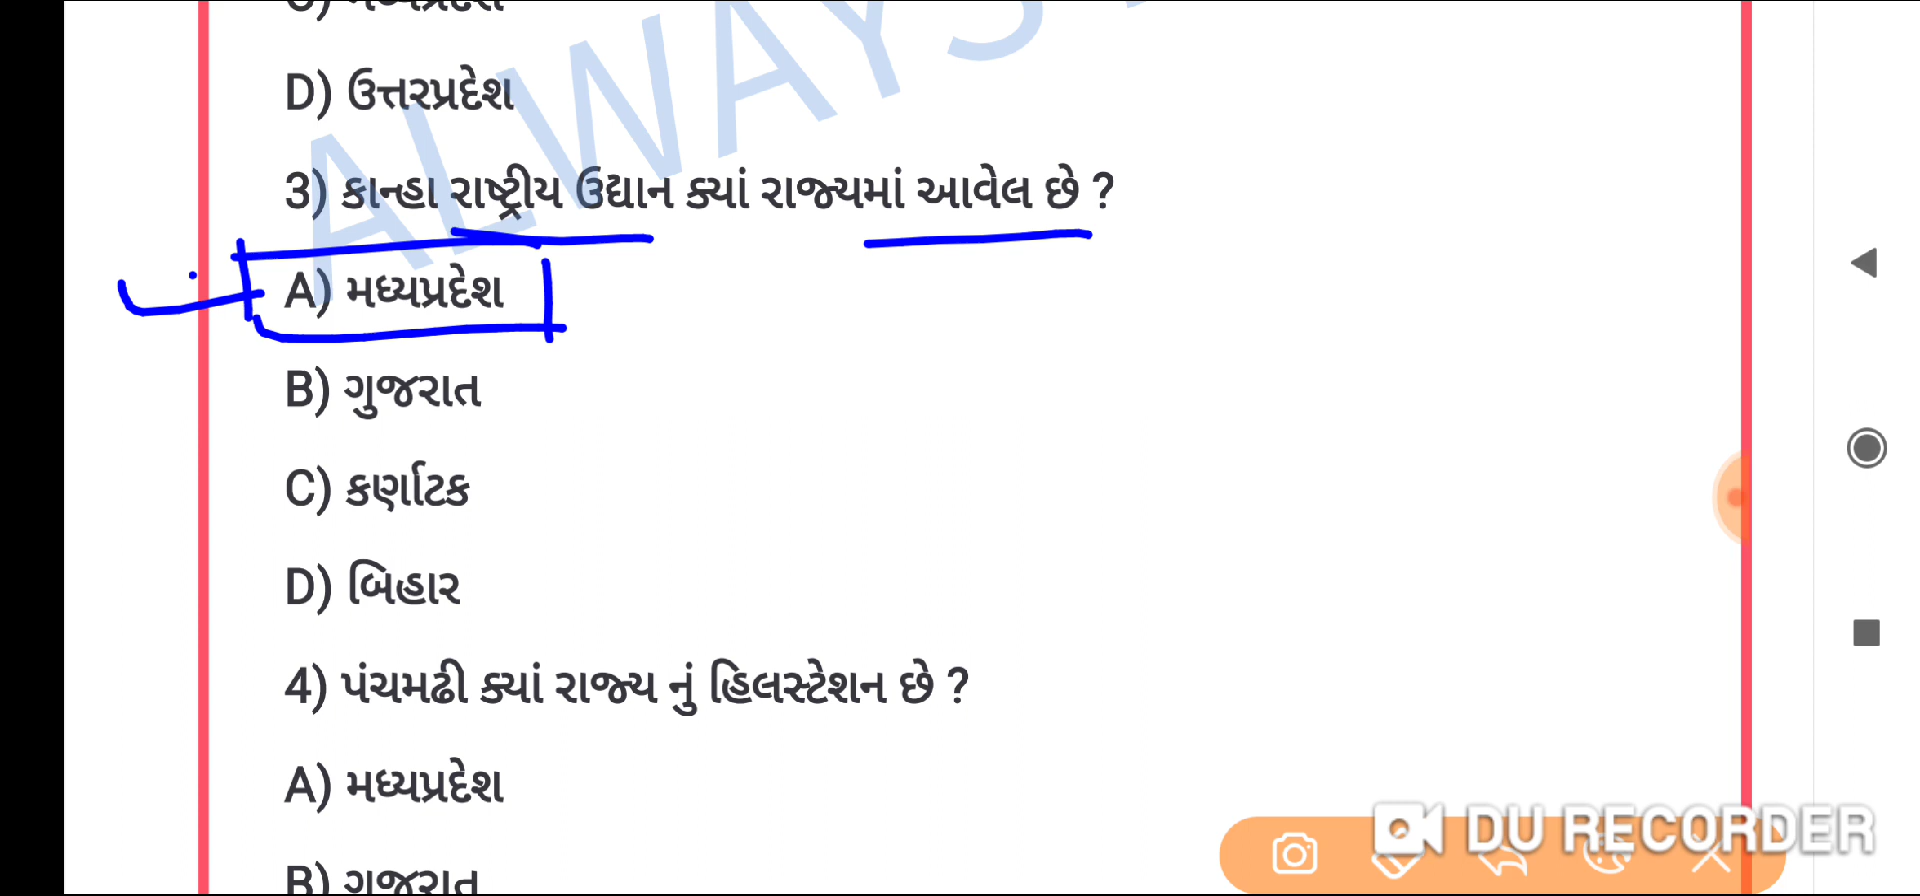 D) ઉત્તરપ્રદેશ
3) કાન્હા રાષ્ટ્રીય ઉદ્યાન ક્યાં રાજ્યમાં આવેલ છે ?
A) મધ્યપ્રદેશ
B) ગુજરાત
C) કર્ણાટક
D) બિહાર
4) પંચમઢી ક્યાં રાજ્ય નું હિલસ્ટેશન છે ?
A) મધ્યપ્રદેશ
B) ગુજરાત
ALWAYS
DU RECORDER